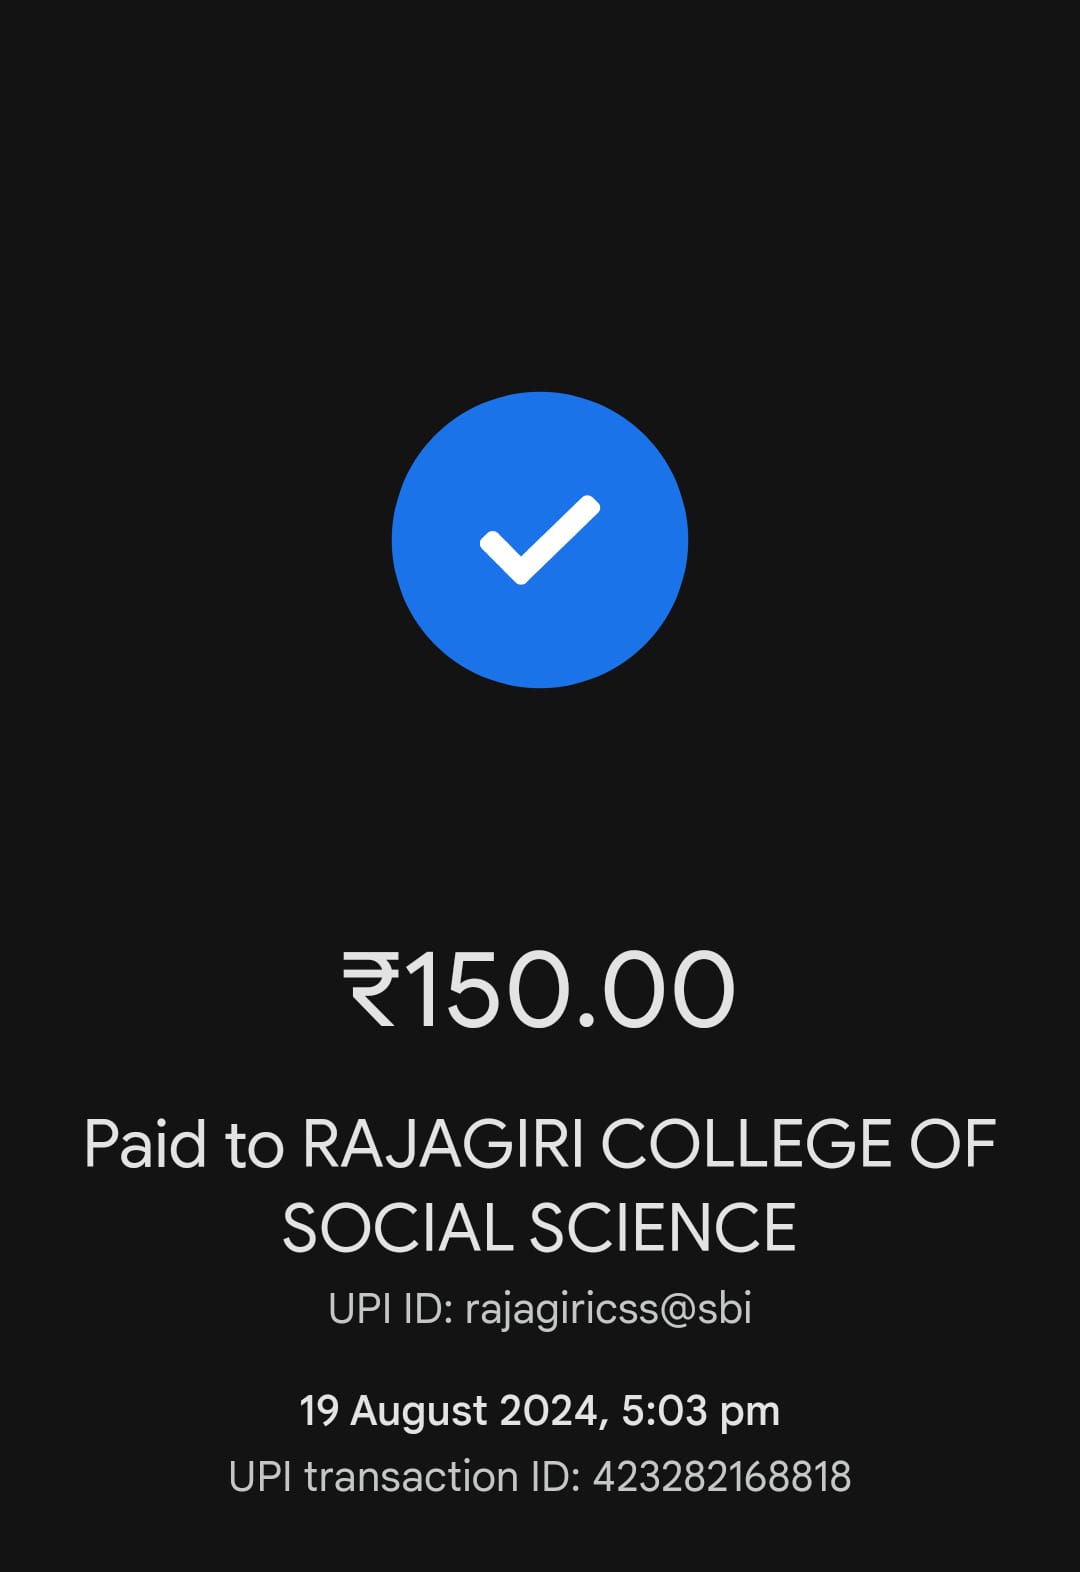 ₹150.00
Paid to RAJAGIRI COLLEGE OF
SOCIAL SCIENCE
UPI ID: rajagiricss@sbi
19 August 2024, 5:03 pm
UPI transaction ID: 423282168818